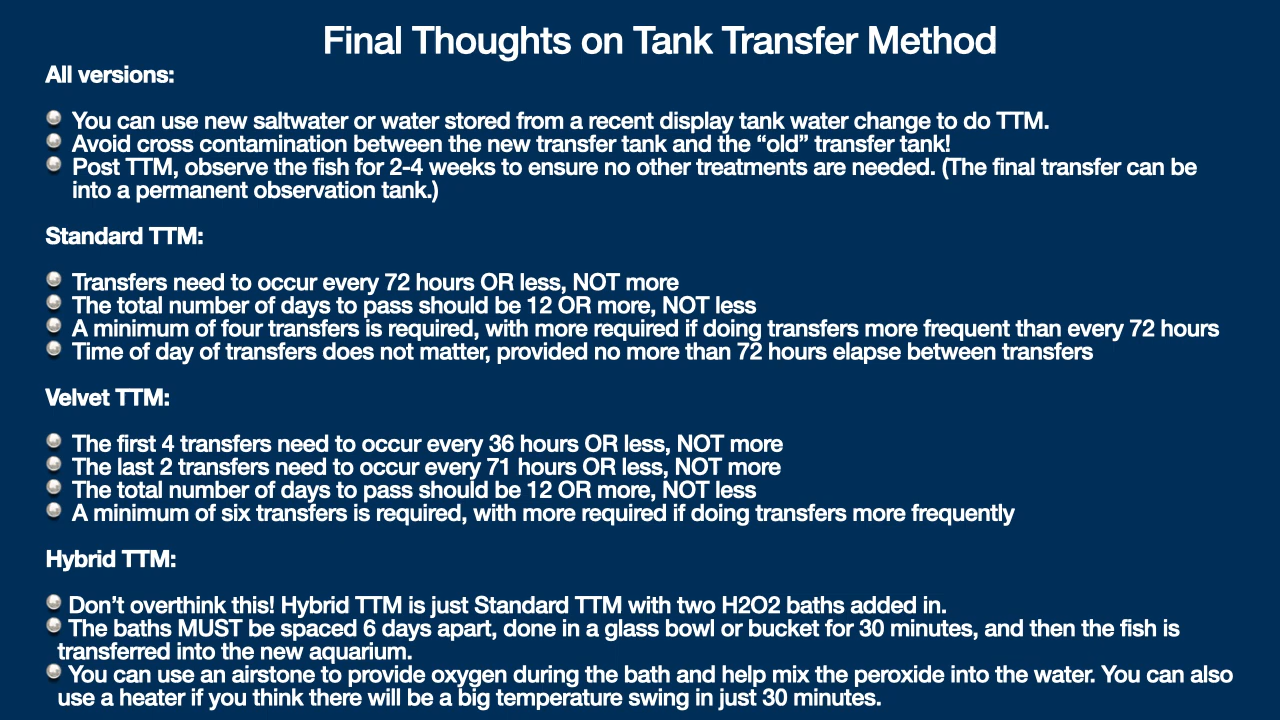 Final Thoughts on Tank Transfer Method
All versions:
You can use new saltwater or water stored from a recent display tank water change to do TTM.
Avoid cross contamination between the new transfer tank and the “old” transfer tank!
Post TTM, observe the fish for 2-4 weeks to ensure no other treatments are needed. (The final transfer can be
into a permanent observation tank.)
Standard TTM:
Transfers need to occur every 72 hours OR less, NOT more
The total number of days to pass should be 12 OR more, NOT less
A minimum of four transfers is required, with more required if doing transfers more frequent than every 72 hours
Time of day of transfers does not matter, provided no more than 72 hours elapse between transfers
Velvet TTM:
The first 4 transfers need to occur every 36 hours OR less, NOT more
The last 2 transfers need to occur every 71 hours OR less, NOT more
The total number of days to pass should be 12 OR more, NOT less
A minimum of six transfers is required, with more required if doing transfers more frequently
Hybrid TTM:
Don’t overthink this! Hybrid TTM is just Standard TTM with two H2O2 baths added in.
The baths MUST be spaced 6 days apart, done in a glass bowl or bucket for 30 minutes, and then the fish is
transferred into the new aquarium.
You can use an airstone to provide oxygen during the bath and help mix the peroxide into the water. You can also
use a heater if you think there will be a big temperature swing in just 30 minutes.